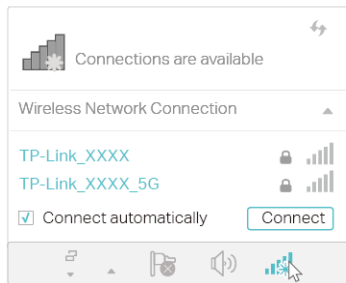 Connections are available
Wireless Network Connection
TP-Link_XXXX
TP-Link_XXXX_5G
Connect automatically Connect